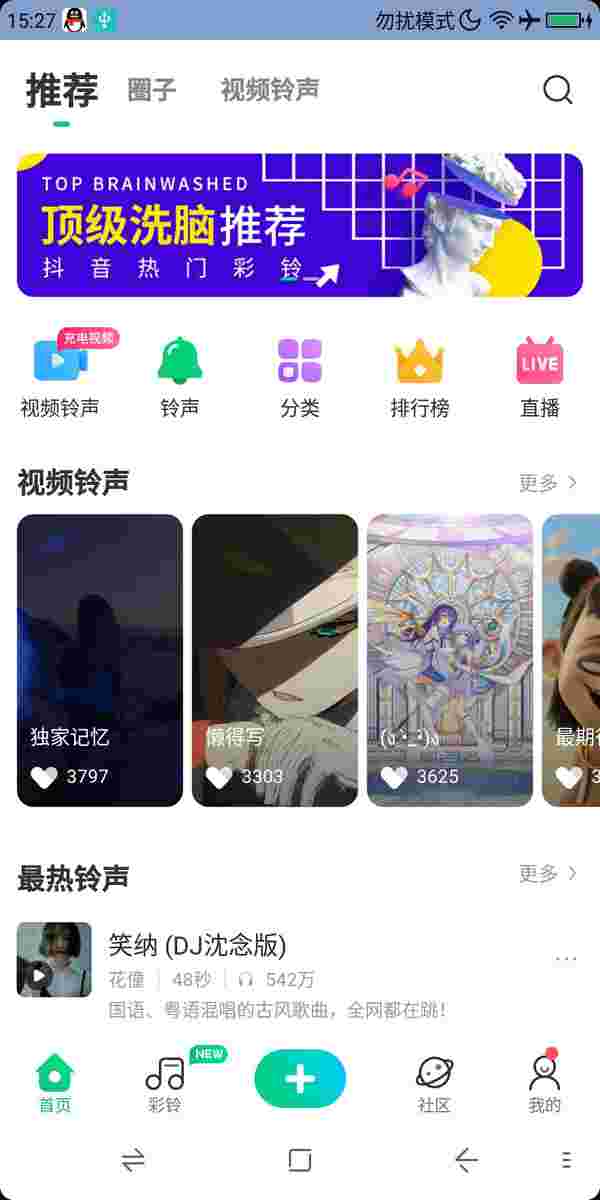 15:27 勿扰模式
推荐 圈子 视频铃声
TOP BRAINWASHED
顶级洗脑推荐
抖音热门彩铃
充电视频
LIVE
视频铃声 铃声 分类 排行榜 直播
视频铃声 更多
独家记忆 懒得写 最期
3797 3303 3625 3
最热铃声 更多
笑纳 (DJ沈念版)
花僮 48秒 542万
国语、粤语混唱的古风歌曲，全网都在跳！
NEW
首页 彩铃 社区 我的